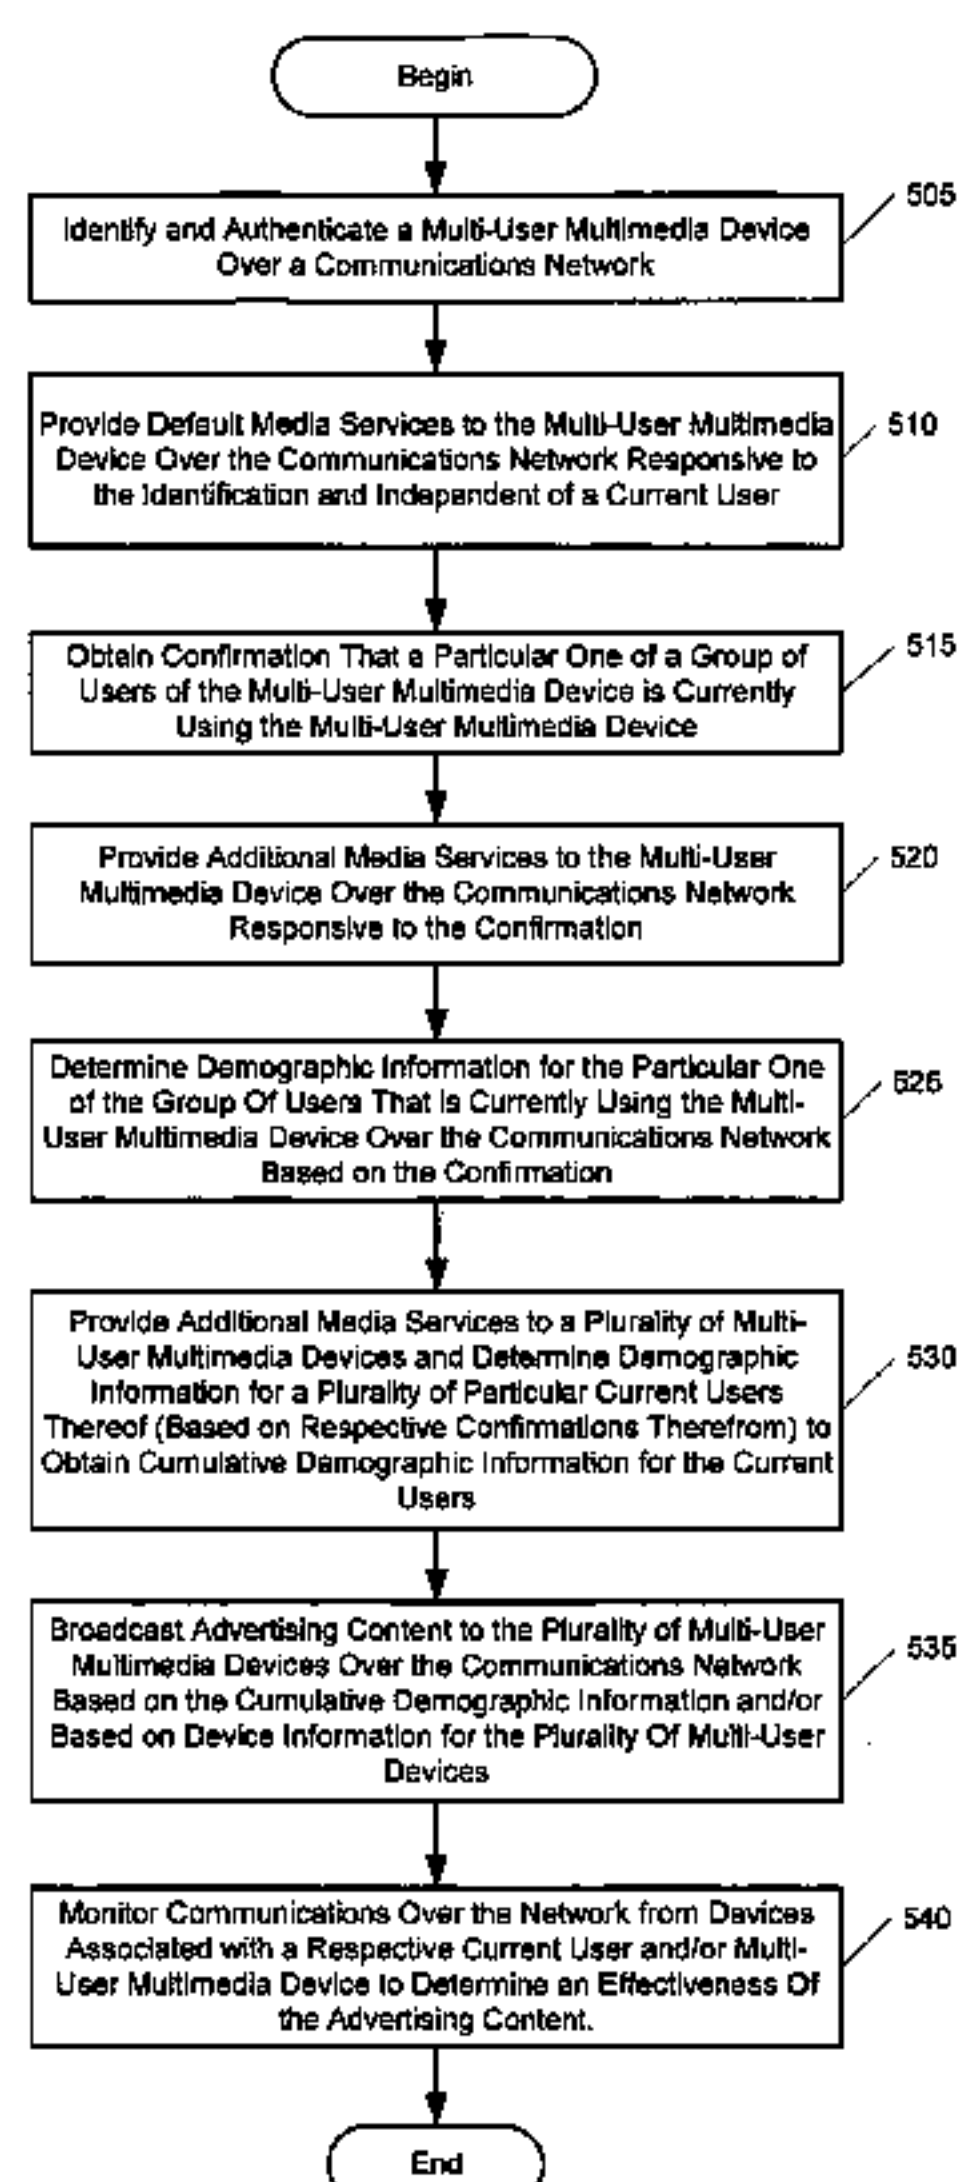 Begin
505
Identify and Authenticate a Multi-User Multimedia Device
Over a Communications Network
510
Provide Default Media Services to the Multi-User Multimedia
Device Over the Communications Network Responsive to
the Identification and Independent of a Current User
515
Obtain Confirmation That a Particular One of a Group of
Users of the Multi-User Multimedia Device is Currently
Using the Multi-User Multimedia Device
520
Provide Additional Media Services to the Multi-User
Multimedia Device Over the Communications Network
Responsive to the Confirmation
525
Determine Demographic Information for the Particular One
of the Group Of Users That is Currently Using the Multi-
User Multimedia Device Over the Communications Network
Based on the Confirmation
530
Provide Additional Media Services to a Plurality of Multi-
User Multimedia Devices and Determine Demographic
Information for a Plurality of Particular Current Users
Thereof (Based on Respective Confirmations Therefrom) to
Obtain Cumulative Demographic Information for the Current
Users
535
Broadcast Advertising Content to the Plurality of Multi-User
Multimedia Devices Over the Communications Network
Based on the Cumulative Demographic Information and/or
Based on Device Information for the Plurality Of Multi-User
Devices
540
Monitor Communications Over the Network from Devices
Associated with a Respective Current User and/or Multi-
User Multimedia Device to Determine an Effectiveness Of
the Advertising Content.
End